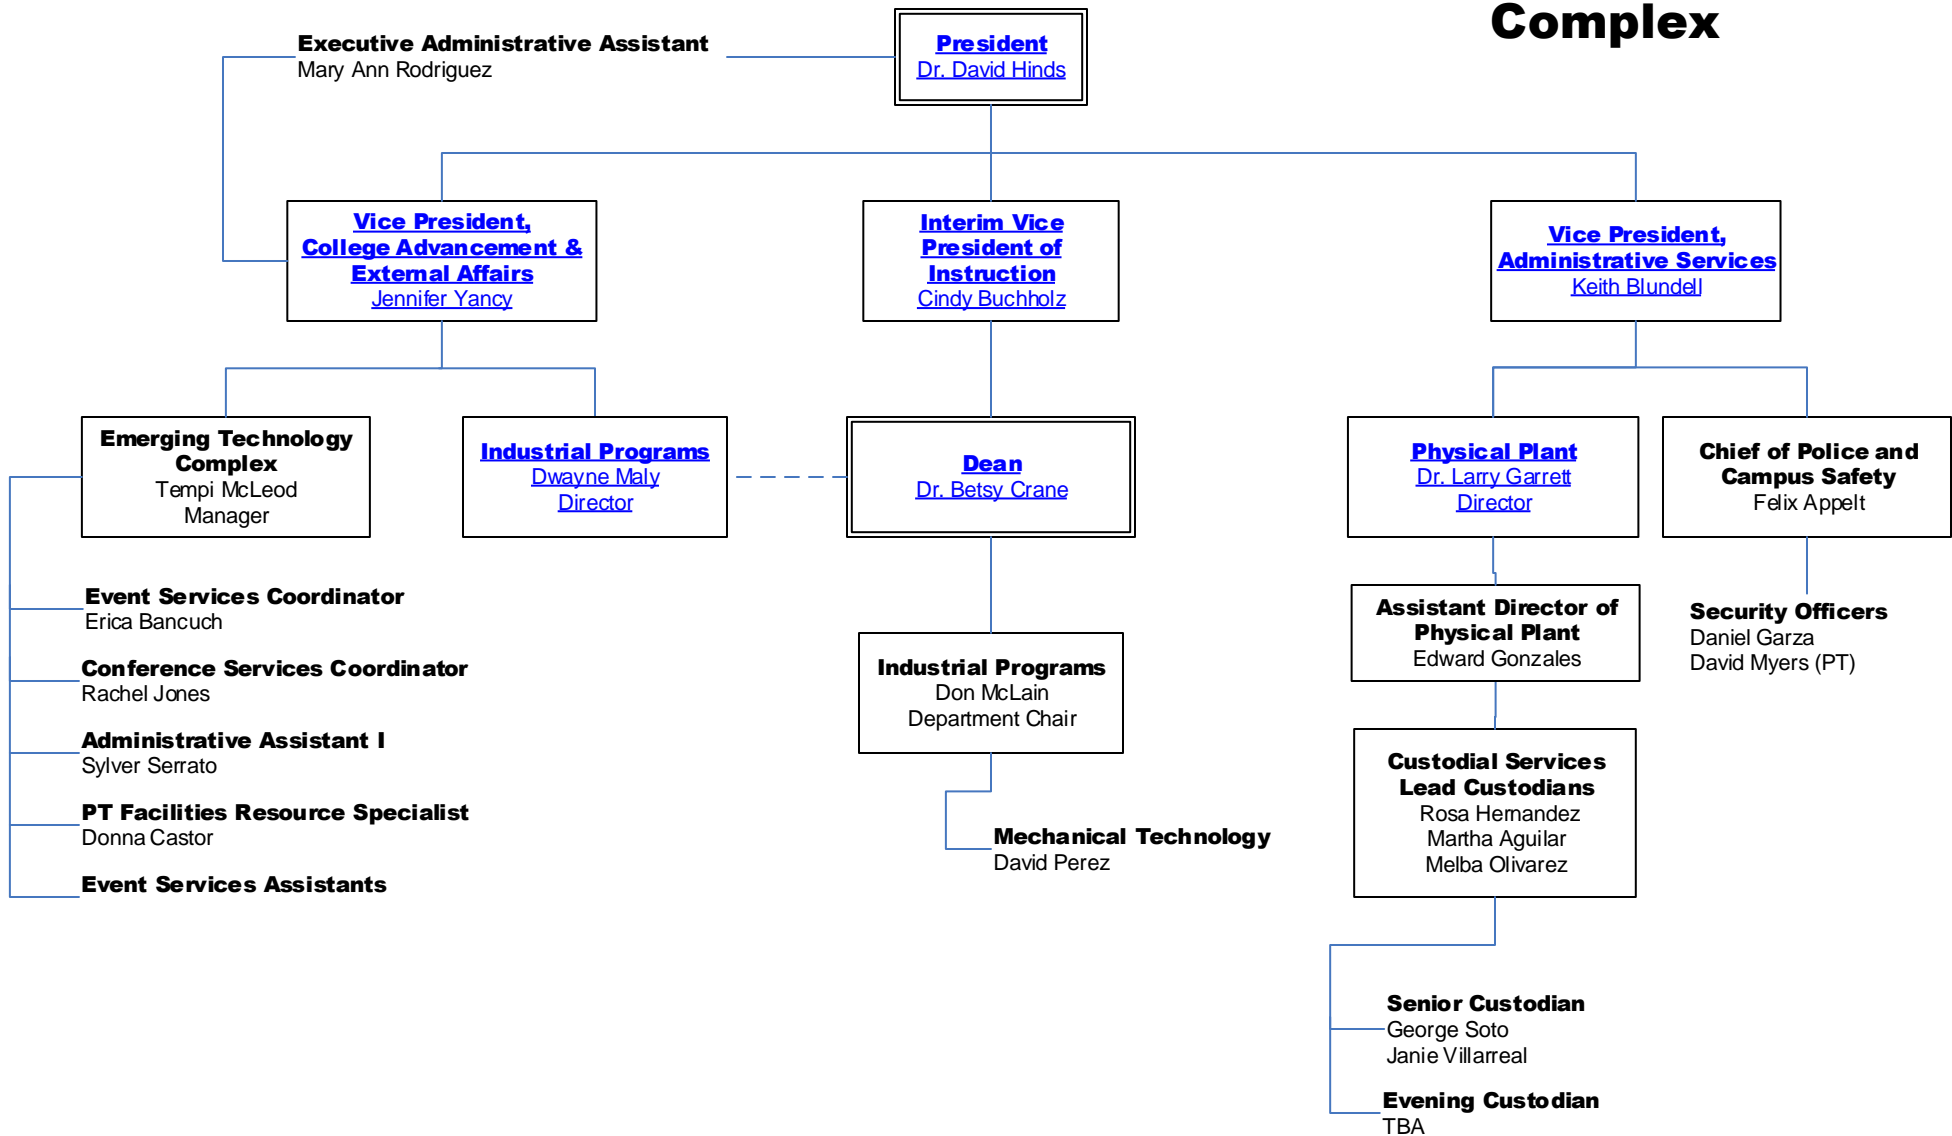 Complex
Executive Administrative Assistant
Mary Ann Rodriguez
President
Dr. David Hinds
Vice President,
College Advancement &
External Affairs
Jennifer Yancy
Interim Vice
President of
Instruction
Cindy Buchholz
Vice President,
Administrative Services
Keith Blundell
Emerging Technology
Complex
Tempi McLeod
Manager
Industrial Programs
Dwayne Maly
Director
Dean
Dr. Betsy Crane
Physical Plant
Dr. Larry Garrett
Director
Chief of Police and
Campus Safety
Felix Appelt
Event Services Coordinator
Erica Bancuch
Conference Services Coordinator
Rachel Jones
Administrative Assistant I
Sylver Serrato
PT Facilities Resource Specialist
Donna Castor
Event Services Assistants
Industrial Programs
Don McLain
Department Chair
Mechanical Technology
David Perez
Assistant Director of
Physical Plant
Edward Gonzales
Security Officers
Daniel Garza
David Myers (PT)
Custodial Services
Lead Custodians
Rosa Hernandez
Martha Aguilar
Melba Olivarez
Senior Custodian
George Soto
Janie Villarreal
Evening Custodian
TBA